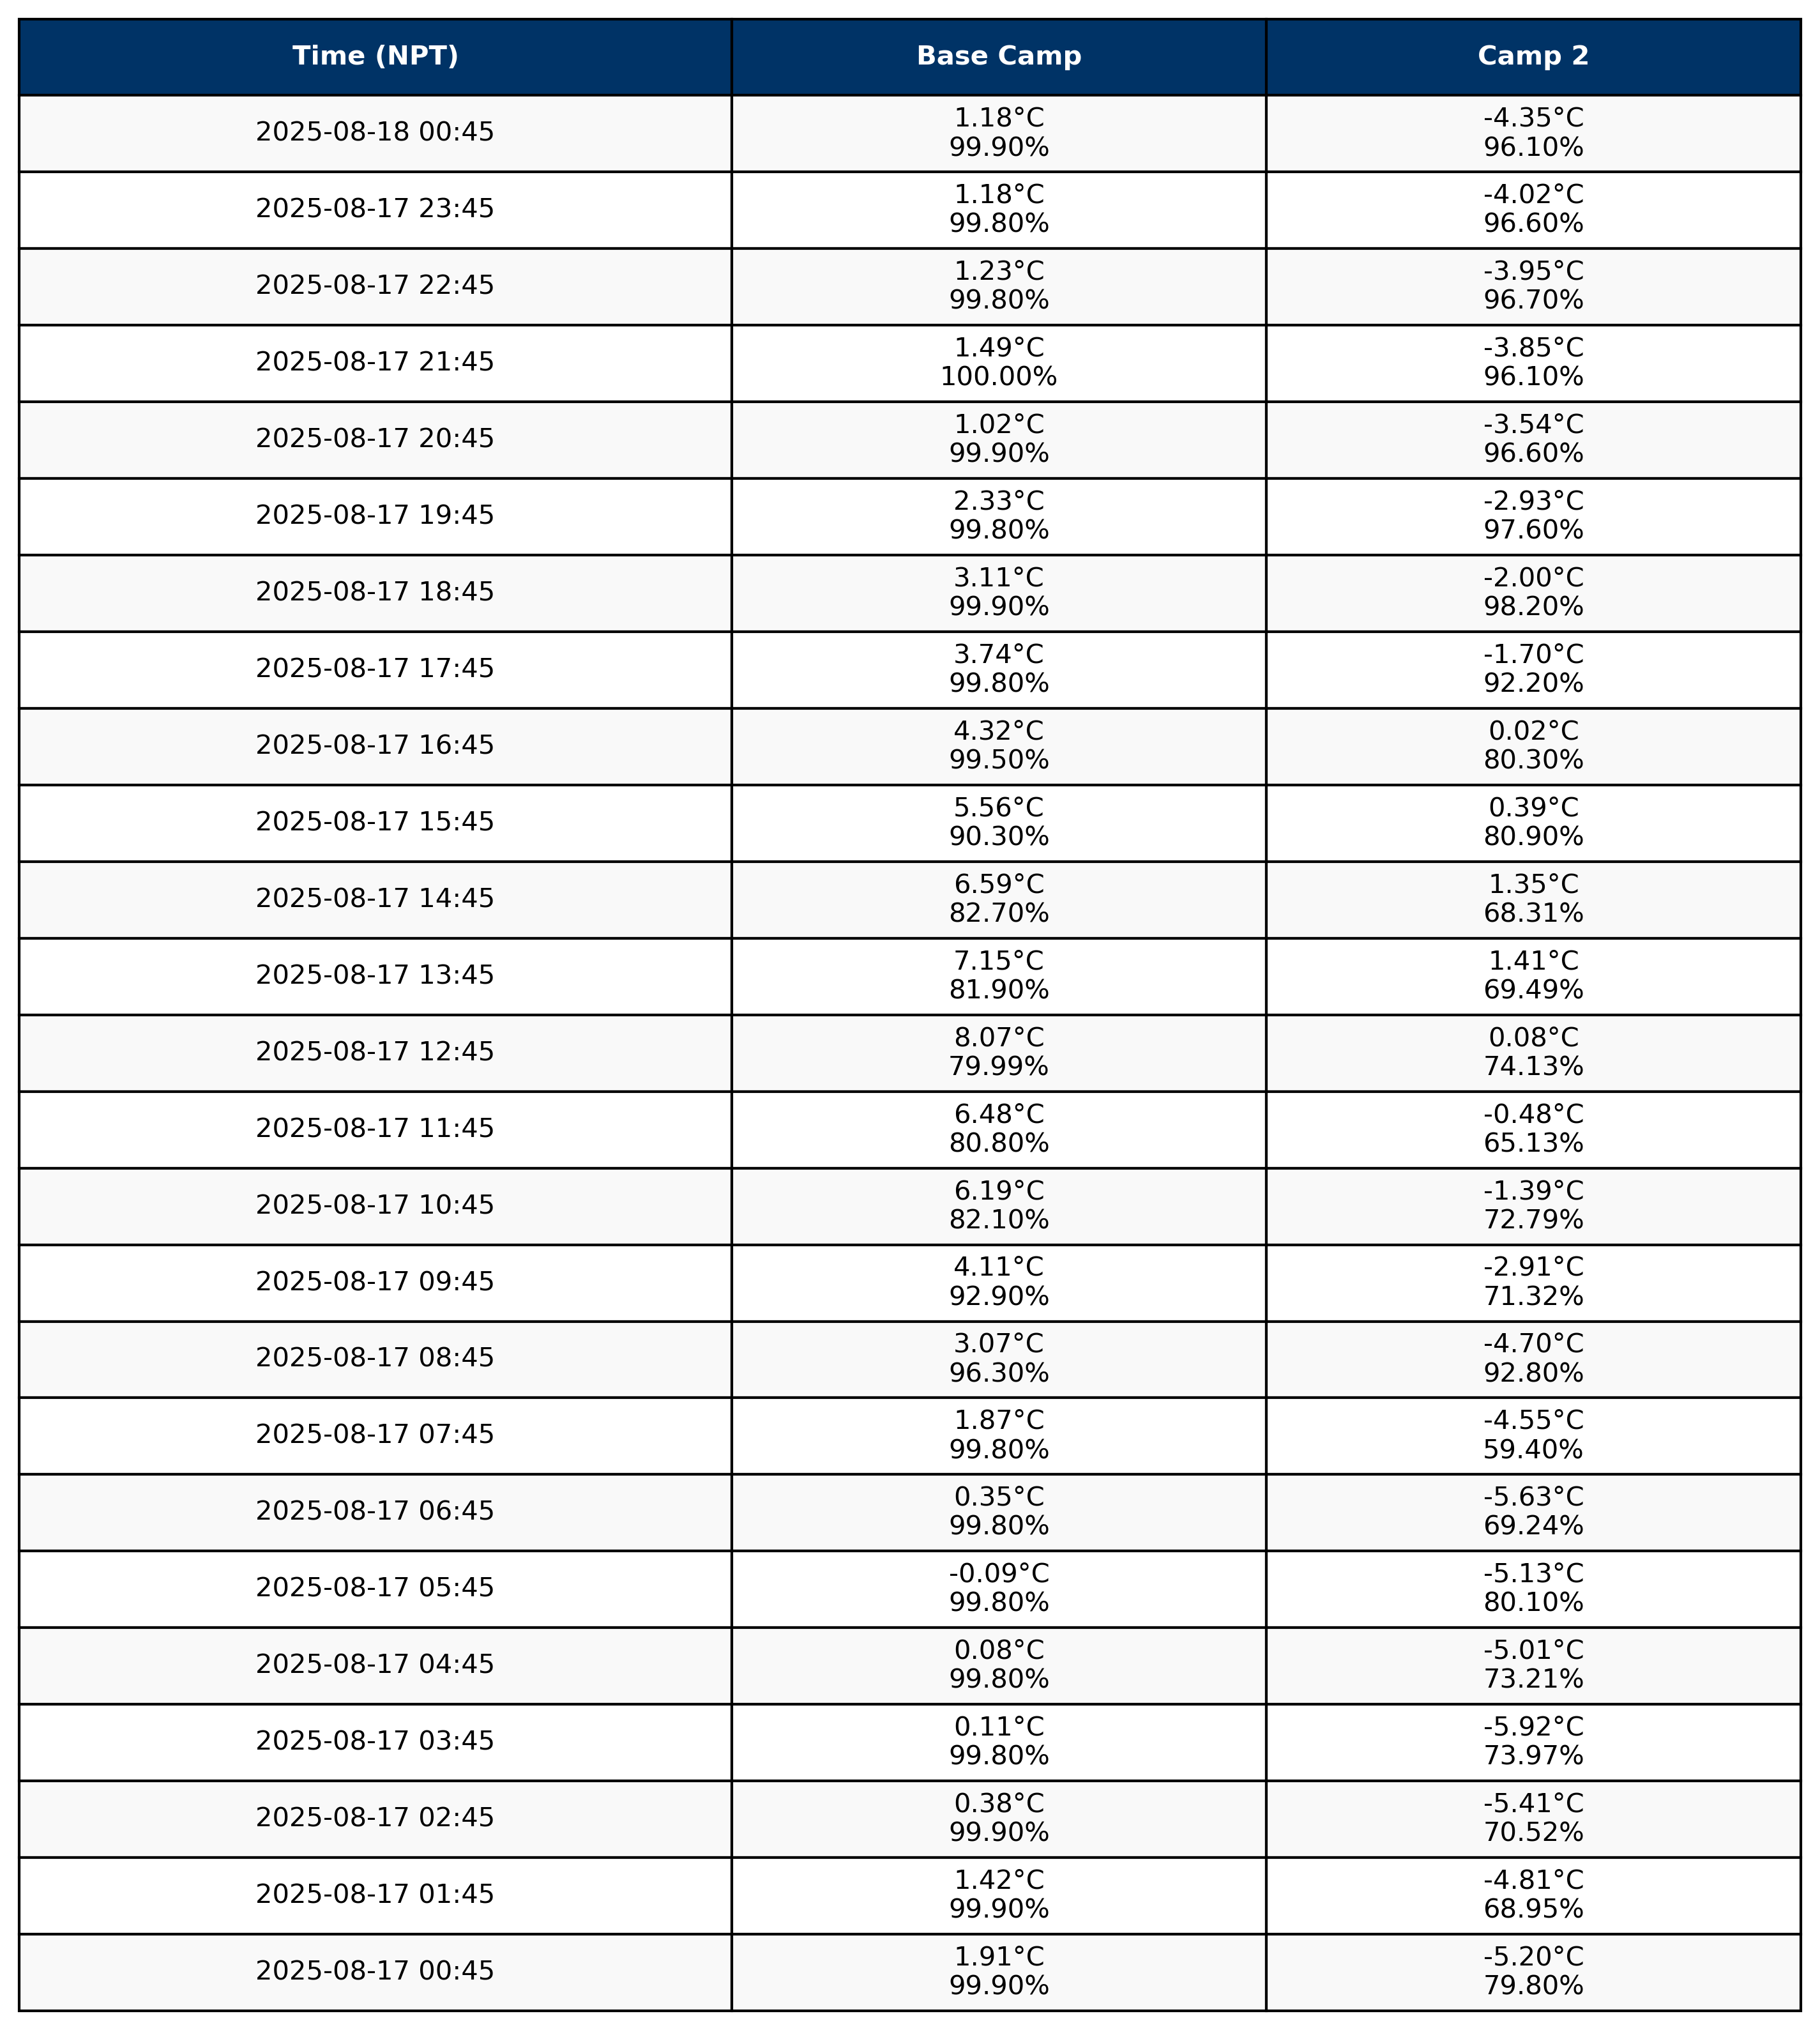 Time (NPT) Base Camp Camp 2
1.18°C -4.35°C
2025-08-18 00:45
99.90% 96.10%
1.18°C -4.02°C
2025-08-17 23:45
99.80% 96.60%
1.23°C -3.95°C
2025-08-17 22:45
99.80% 96.70%
1.49°C -3.85°C
2025-08-17 21:45
100.00% 96.10%
1.02°C -3.54°C
2025-08-17 20:45
99.90% 96.60%
2.33°C -2.93°C
2025-08-17 19:45
99.80% 97.60%
3.11°C -2.00°C
2025-08-17 18:45
99.90% 98.20%
3.74°C -1.70°C
2025-08-17 17:45
99.80% 92.20%
4.32°C 0.02°C
2025-08-17 16:45
99.50% 80.30%
5.56°C 0.39°C
2025-08-17 15:45
90.30% 80.90%
6.59°C 1.35°C
2025-08-17 14:45
82.70% 68.31%
7.15°C 1.41°C
2025-08-17 13:45
81.90% 69.49%
8.07°C 0.08°C
2025-08-17 12:45
79.99% 74.13%
6.48°C -0.48°C
2025-08-17 11:45
80.80% 65.13%
6.19°C -1.39°C
2025-08-17 10:45
82.10% 72.79%
4.11°C -2.91°C
2025-08-17 09:45
92.90% 71.32%
3.07°C -4.70°C
2025-08-17 08:45
96.30% 92.80%
1.87°C -4.55°C
2025-08-17 07:45
99.80% 59.40%
0.35°C -5.63°C
2025-08-17 06:45
99.80% 69.24%
-0.09°C -5.13°C
2025-08-17 05:45
99.80% 80.10%
0.08°C -5.01°C
2025-08-17 04:45
99.80% 73.21%
0.11°C -5.92°C
2025-08-17 03:45
99.80% 73.97%
0.38°C -5.41°C
2025-08-17 02:45
99.90% 70.52%
1.42°C -4.81°C
2025-08-17 01:45
99.90% 68.95%
1.91°C -5.20°C
2025-08-17 00:45
99.90% 79.80%